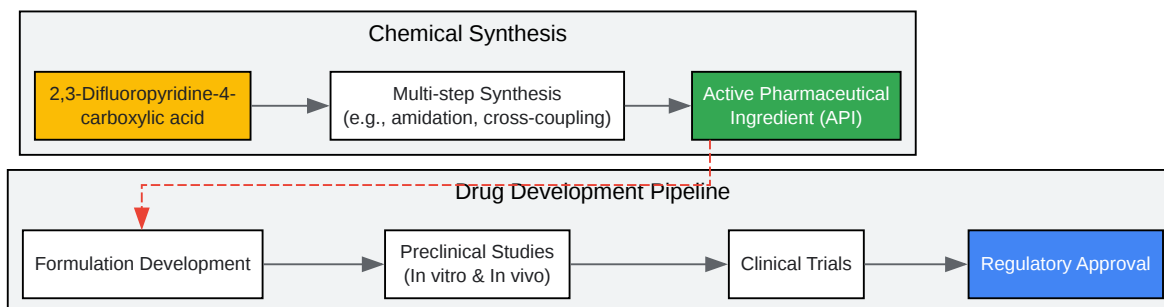 Chemical Synthesis
2,3-Difluoropyridine-4-
carboxylic acid
Multi-step Synthesis
(e.g., amidation, cross-coupling)
Active Pharmaceutical
Ingredient (API)
Drug Development Pipeline
Formulation Development
Preclinical Studies
(In vitro & In vivo)
Clinical Trials
Regulatory Approval